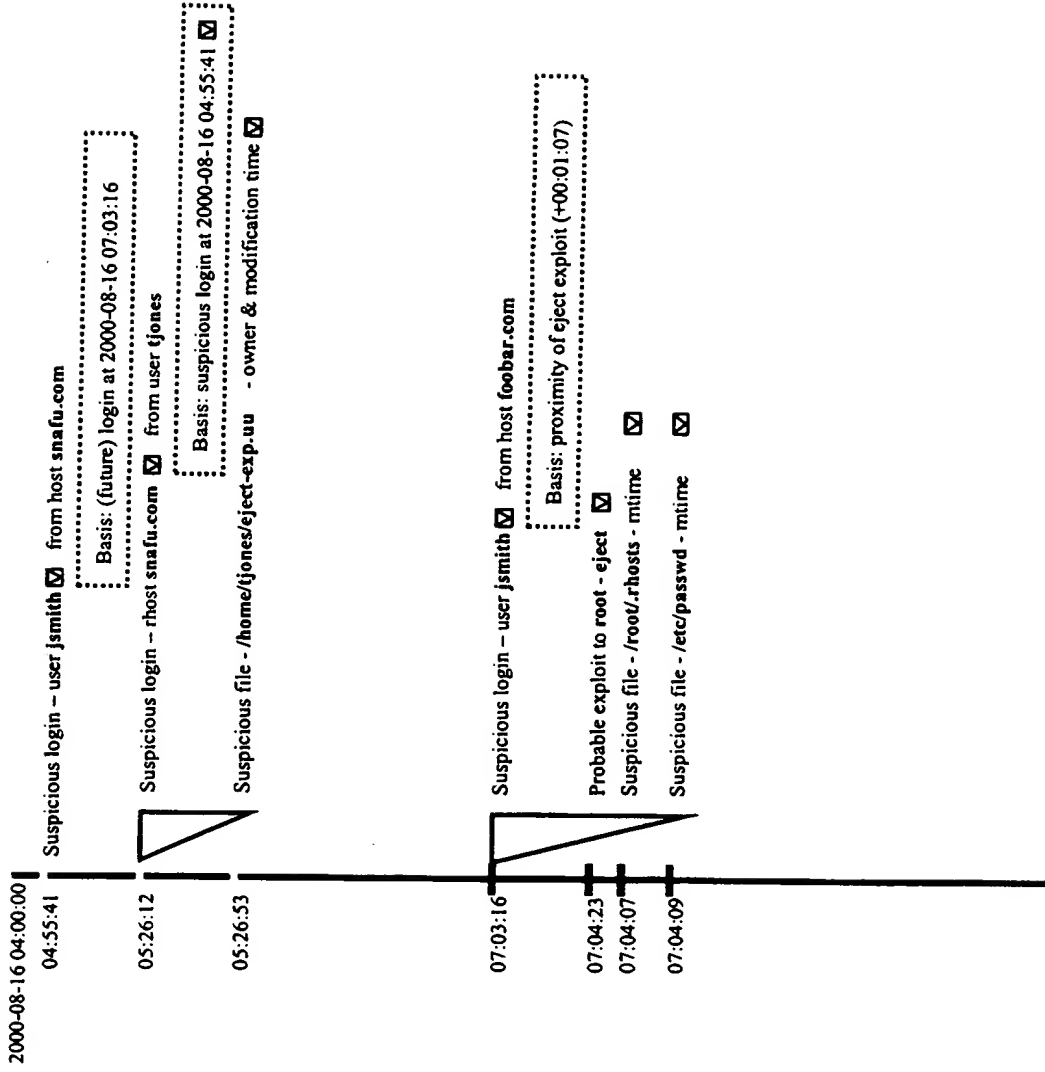 2000-08-16 04:00:00
04:55:41 Suspicious login – user jsmith ☑ from host snafu.com
Basis: (future) login at 2000-08-16 07:03:16
05:26:12 Suspicious login – rhost snafu.com ☑ from user tjones
Basis: suspicious login at 2000-08-16 04:55:41 ☑
05:26:53 Suspicious file - /home/tjones/eject-exp.uu - owner & modification time ☑
07:03:16 Suspicious login – user jsmith ☑ from host foobar.com
Basis: proximity of eject exploit (+00:01:07)
07:04:23 Probable exploit to root - eject ☑
07:04:07 Suspicious file - /root/.rhosts - mtime ☑
07:04:09 Suspicious file - /etc/passwd - mtime ☑